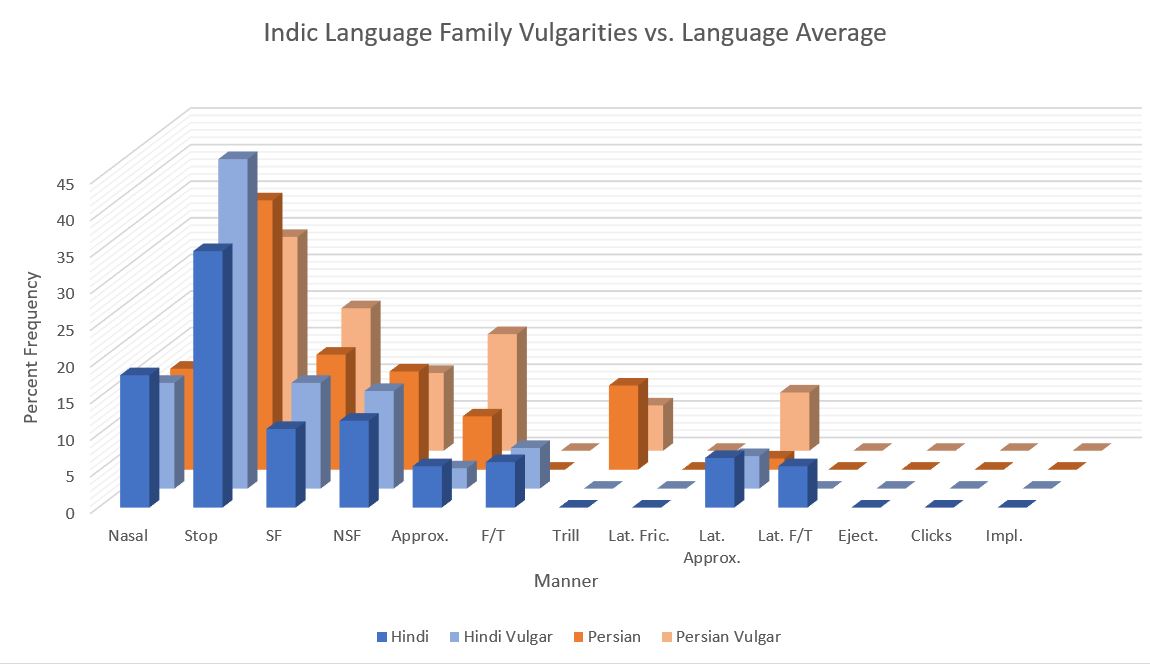 Indic Language Family Vulgarities vs. Language Average
45
40
35
30
25
20
15
10
5
0
Percent Frequency
Nasal Stop SF NSF Approx. F/T Trill Lat. Fric. Lat. Approx. Lat. F/T Eject. Clicks Impl.
Manner
Hindi Hindi Vulgar Persian Persian Vulgar